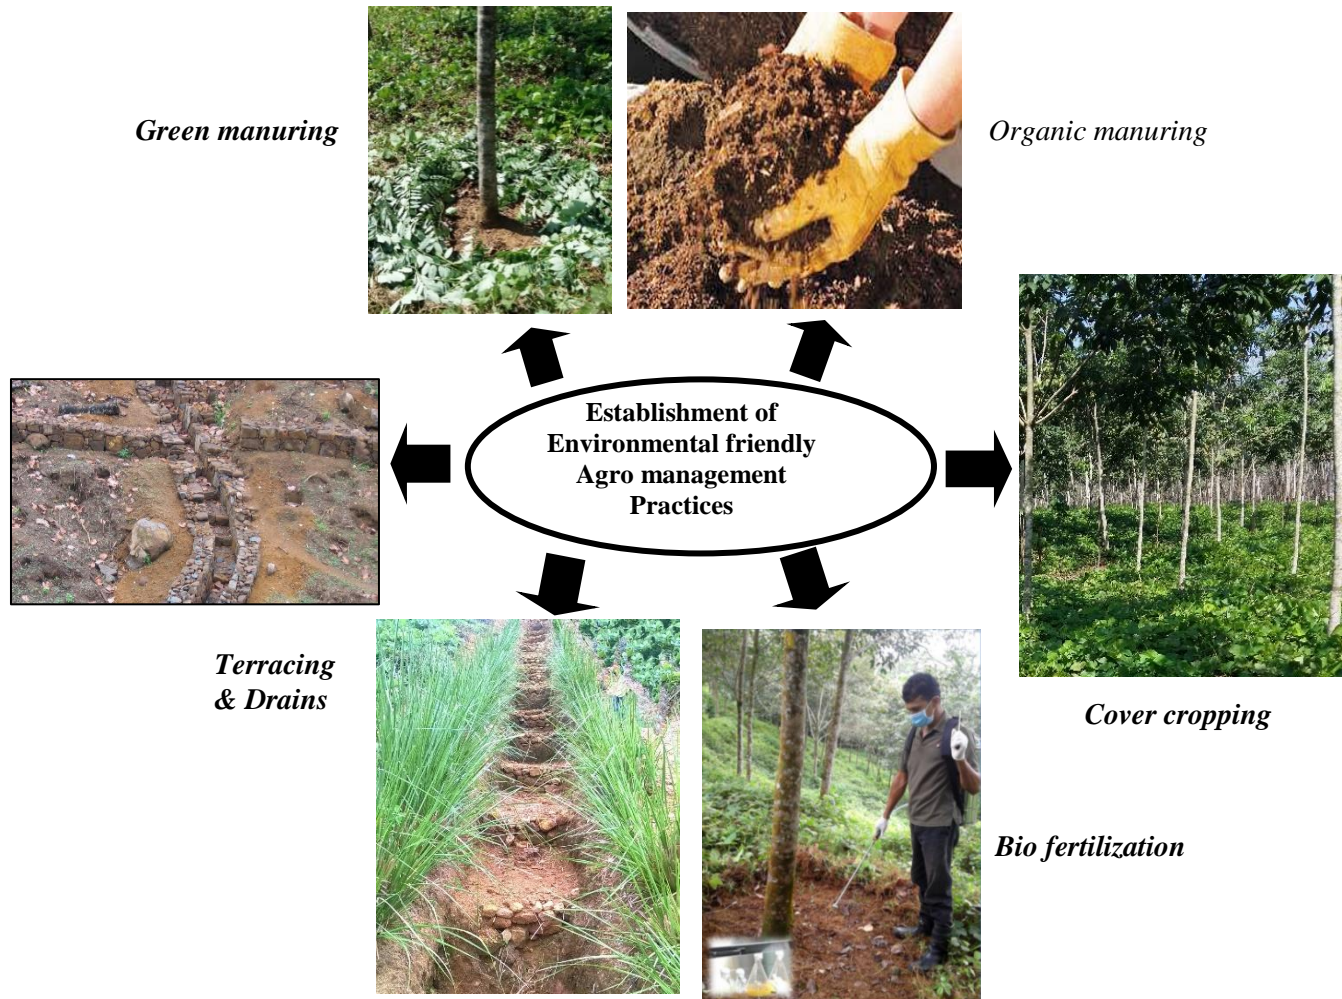 Green manuring
Organic manuring
Establishment of
Environmental friendly
Agro management
Practices
Terracing
& Drains
Cover cropping
Bio fertilization